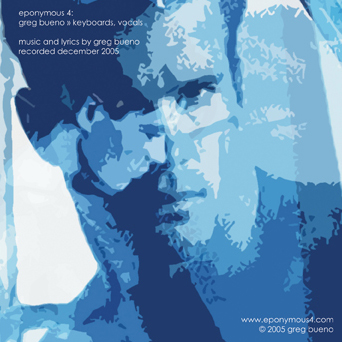 eponymous 4:
greg bueno » keyboards, vocals
music and lyrics by greg bueno
recorded december 2005
www.eponymous4.com
© 2005 greg bueno